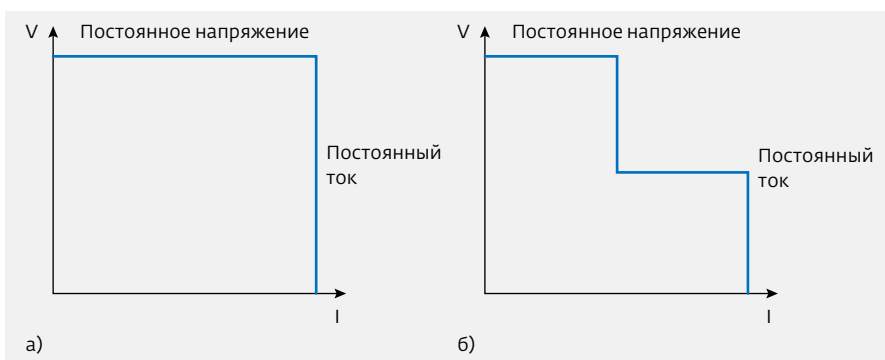 V
Постоянное напряжение
Постоянный
ток
I
а)
V
Постоянное напряжение
Постоянный
ток
I
б)